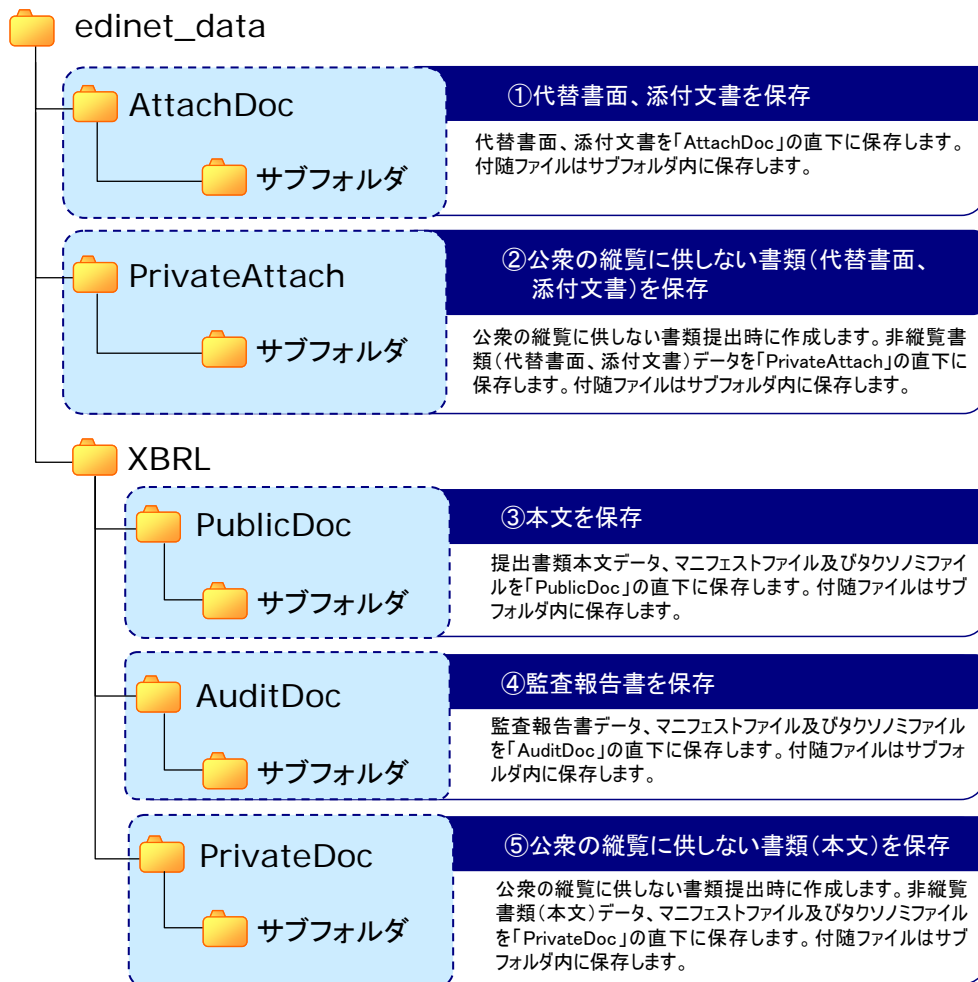 edinet_data
AttachDoc
サブフォルダ
①代替書面、添付文書を保存
代替書面、添付文書を「AttachDoc」の直下に保存します。
付随ファイルはサブフォルダ内に保存します。
PrivateAttach
サブフォルダ
②公衆の縦覧に供しない書類(代替書面、
添付文書)を保存
公衆の縦覧に供しない書類提出時に作成します。非縦覧書
類(代替書面、添付文書)データを「PrivateAttach」の直下に
保存します。付随ファイルはサブフォルダ内に保存します。
XBRL
PublicDoc
サブフォルダ
③本文を保存
提出書類本文データ、マニフェストファイル及びタクソノミファイ
ルを「PublicDoc」の直下に保存します。付随ファイルはサブ
フォルダ内に保存します。
AuditDoc
サブフォルダ
④監査報告書を保存
監査報告書データ、マニフェストファイル及びタクソノミファイル
を「AuditDoc」の直下に保存します。付随ファイルはサブフォ
ルダ内に保存します。
PrivateDoc
サブフォルダ
⑤公衆の縦覧に供しない書類(本文)を保存
公衆の縦覧に供しない書類提出時に作成します。非縦覧
書類(本文)データ、マニフェストファイル及びタクソノミファイル
を「PrivateDoc」の直下に保存します。付随ファイルはサブ
フォルダ内に保存します。